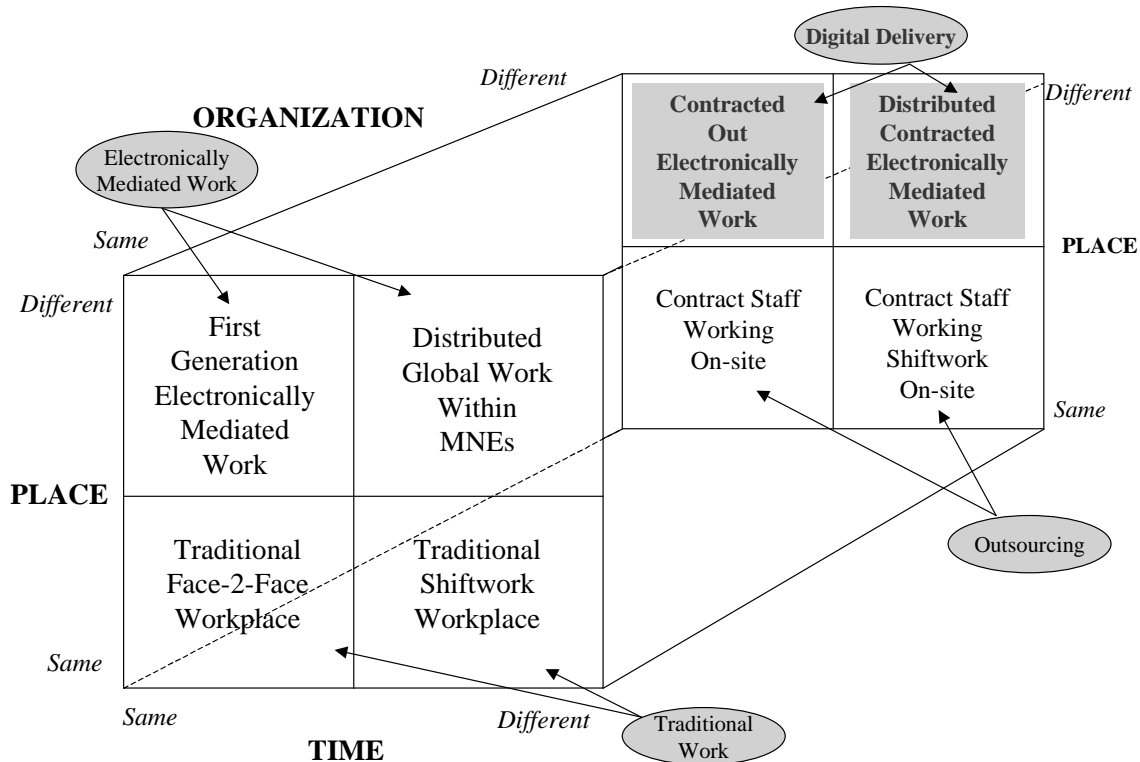 Digital Delivery
Different
Different
ORGANIZATION
Contracted
Out
Electronically
Mediated
Work
Distributed
Contracted
Electronically
Mediated
Work
Electronically
Mediated Work
Same
PLACE
Different
Contract Staff
Working
On-site
Contract Staff
Working
Shiftwork
On-site
First
Generation
Electronically
Mediated
Work
Distributed
Global Work
Within
MNEs
Same
PLACE
Traditional
Face-2-Face
Workplace
Traditional
Shiftwork
Workplace
Outsourcing
Same
Same
Different
Traditional
Work
TIME